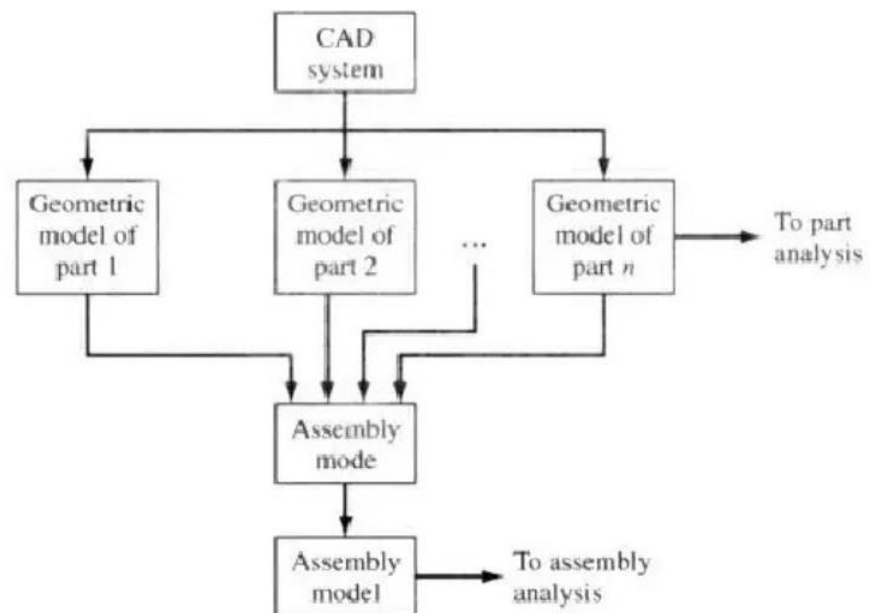 CAD
system
Geometric
model of
part 1
Geometric
model of
part 2
...
Geometric
model of
part n
To part
analysis
Assembly
mode
Assembly
model
To assembly
analysis